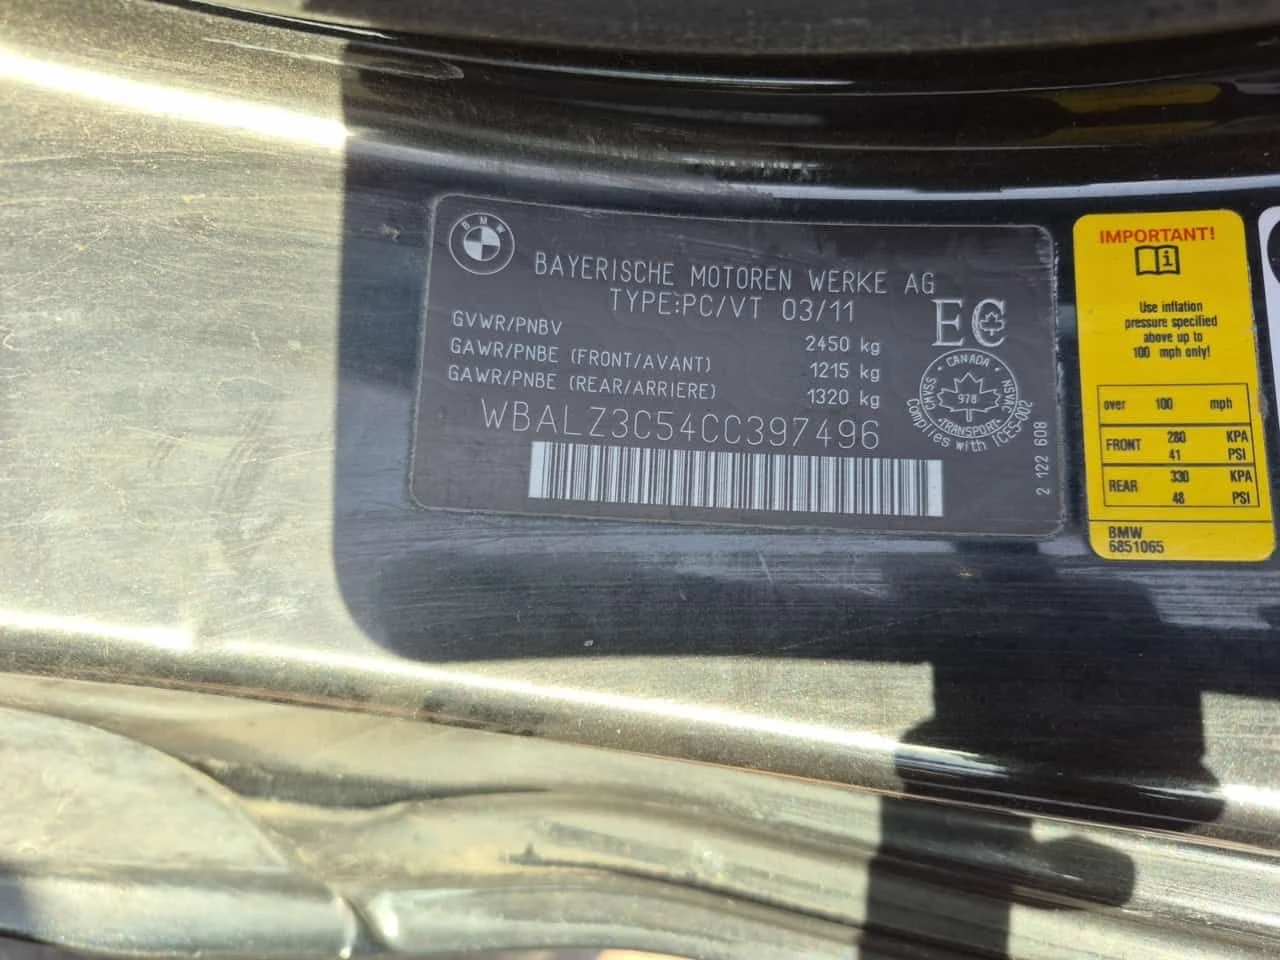 BMW
BAYERISCHE MOTOREN WERKE AG
TYPE:PC/VT 03/11
GVWR/PNBV 2450 kg
GAWR/PNBE (FRONT/AVANT) 1215 kg
GAWR/PNBE (REAR/ARRIERE) 1320 kg
WBALZ3C54CC397496
EC
CANADA
978
TRANSPORT
Complies with ICES-002
2 122 608
IMPORTANT!
i
Use inflation
pressure specified
above up to
100 mph only!
over 100 mph
FRONT 280 KPA
41 PSI
REAR 330 KPA
48 PSI
BMW
6851065